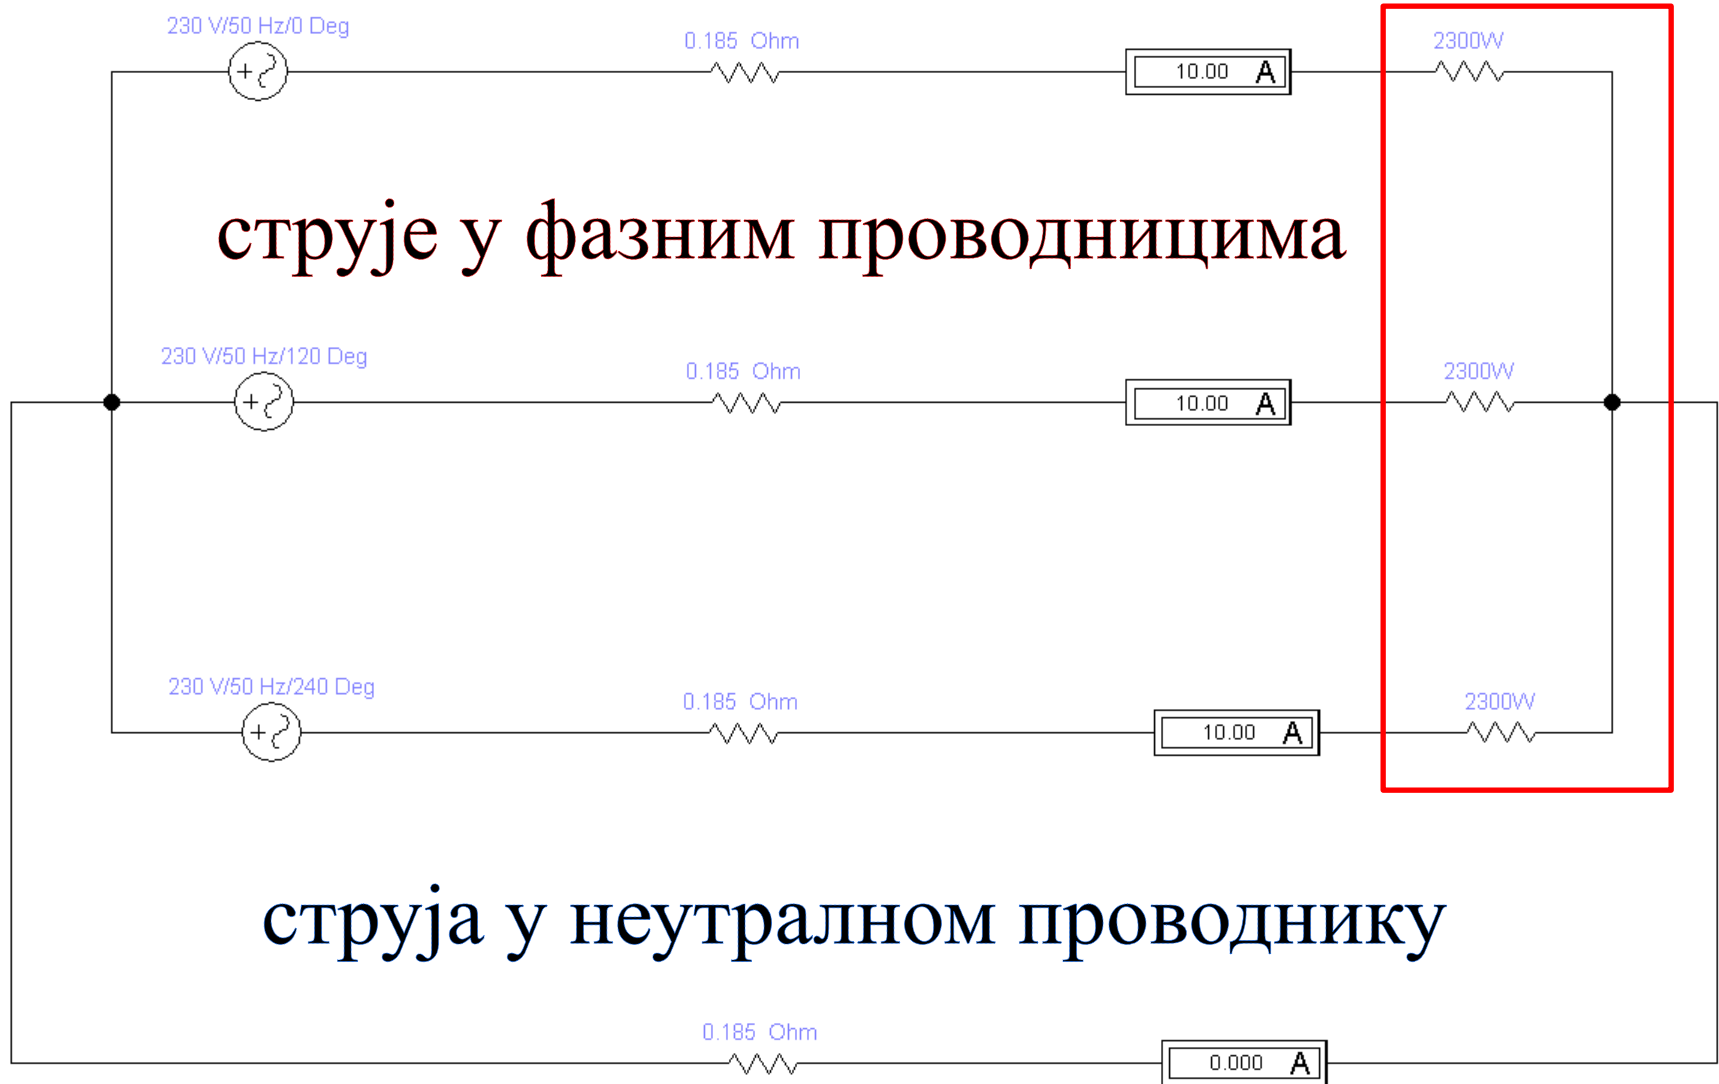 230 V/50 Hz/0 Deg
0.185 Ohm
10.00 A
2300W
струје у фазним проводницима
230 V/50 Hz/120 Deg
0.185 Ohm
10.00 A
2300W
230 V/50 Hz/240 Deg
0.185 Ohm
10.00 A
2300W
струја у неутралном проводнику
0.185 Ohm
0.000 A